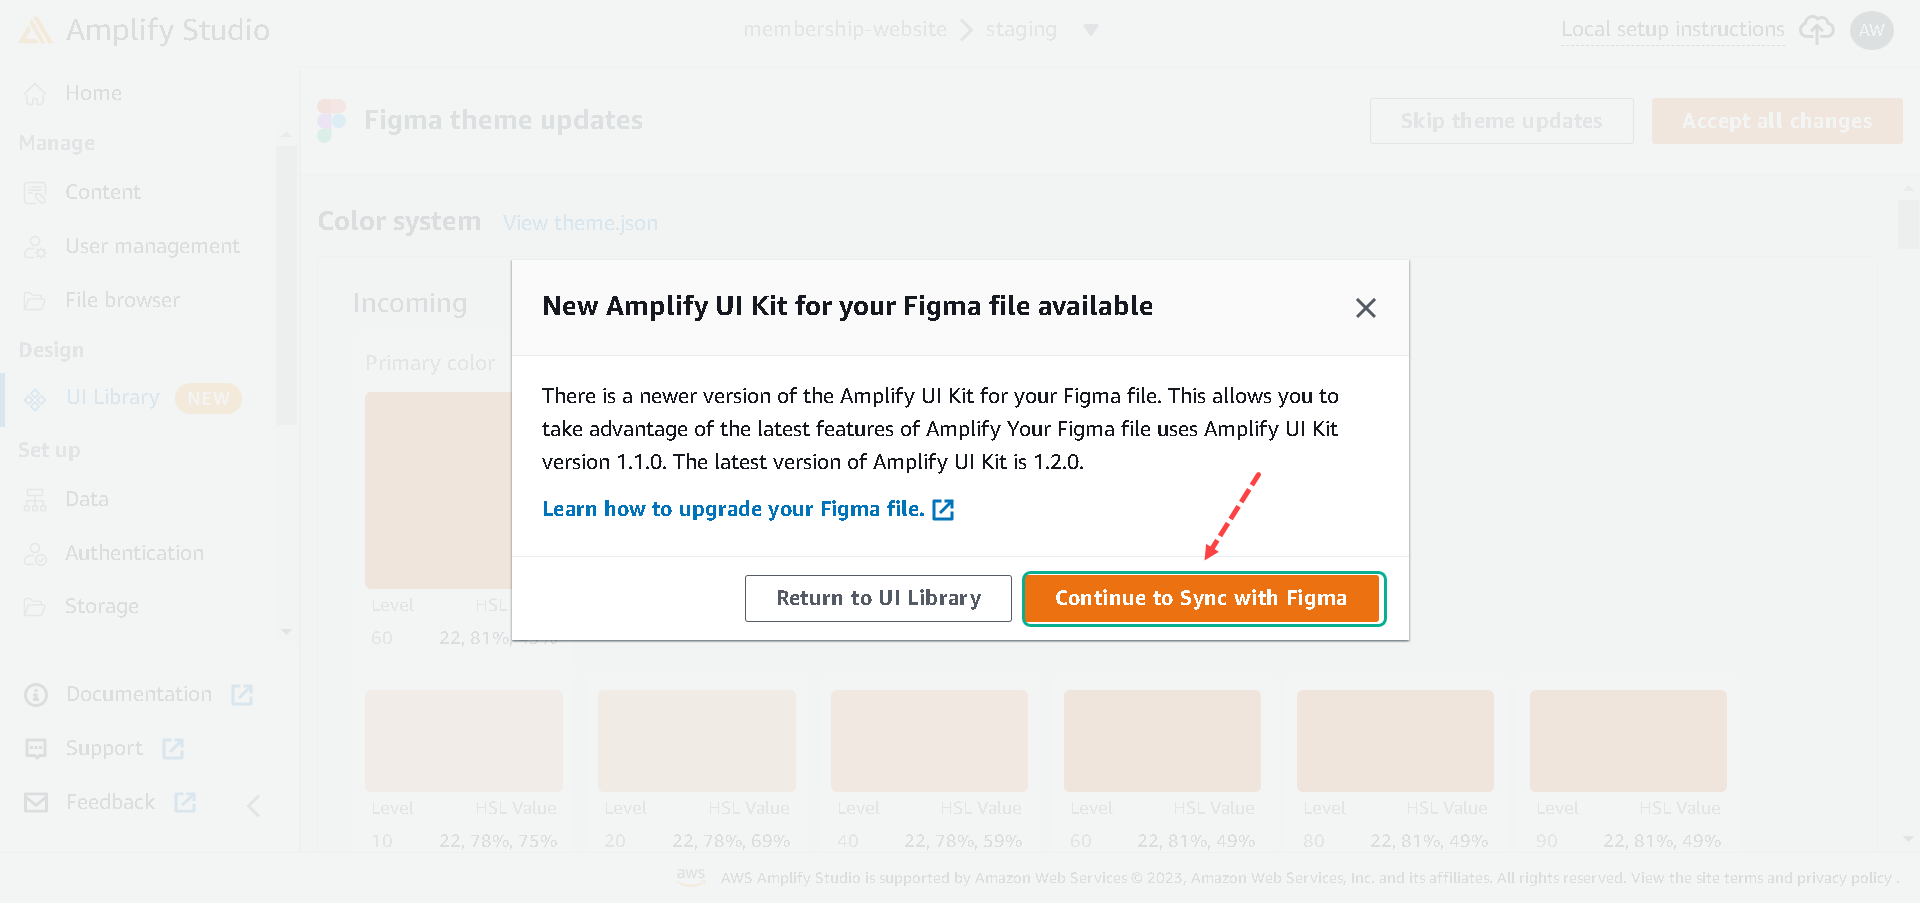 Amplify Studio
membership-website
staging
Local setup instructions
AW
Home
Manage
Content
User management
File browser
Design
UI Library
NEW
Set up
Data
Authentication
Storage
Documentation
Support
Feedback
Figma theme updates
Skip theme updates
Accept all changes
Color system
View theme.json
Incoming
Primary color
Level HSL
60 22, 81%,
New Amplify UI Kit for your Figma file available
There is a newer version of the Amplify UI Kit for your Figma file. This allows you to
take advantage of the latest features of Amplify Your Figma file uses Amplify UI Kit
version 1.1.0. The latest version of Amplify UI Kit is 1.2.0.
Learn how to upgrade your Figma file.
Return to UI Library
Continue to Sync with Figma
Level HSL Value Level HSL Value Level HSL Value Level HSL Value Level HSL Value Level HSL Value
10 22, 78%, 75% 20 22, 78%, 69% 40 22, 78%, 59% 60 22, 81%, 49% 80 22, 81%, 49% 90 22, 81%, 49%
aws AWS Amplify Studio is supported by Amazon Web Services © 2023, Amazon Web Services, Inc. and its affiliates. All rights reserved. View the site terms and privacy policy .